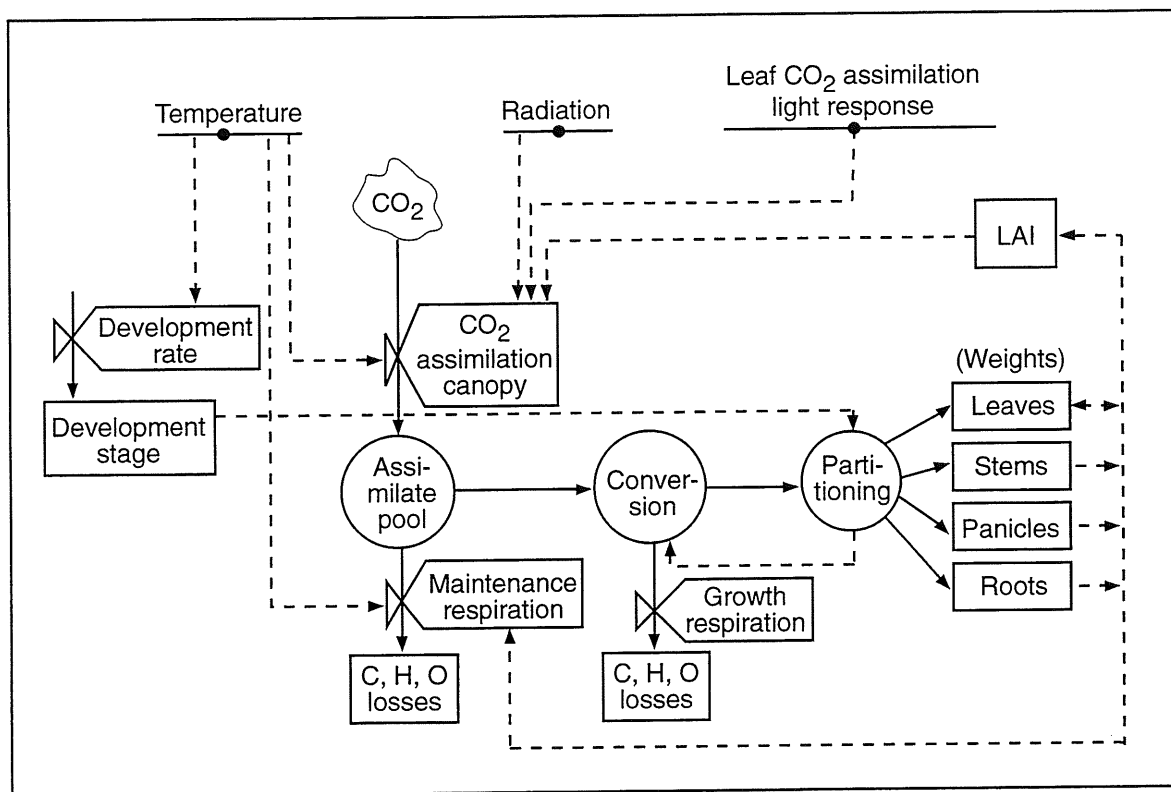 Temperature
Radiation
Leaf CO2 assimilation
light response
CO2
LAI
Development
rate
CO2
assimilation
canopy
(Weights)
Leaves
Development
stage
Assi-
milate
pool
Conver-
sion
Parti-
tioning
Stems
Panicles
Roots
Maintenance
respiration
Growth
respiration
C, H, O
losses
C, H, O
losses